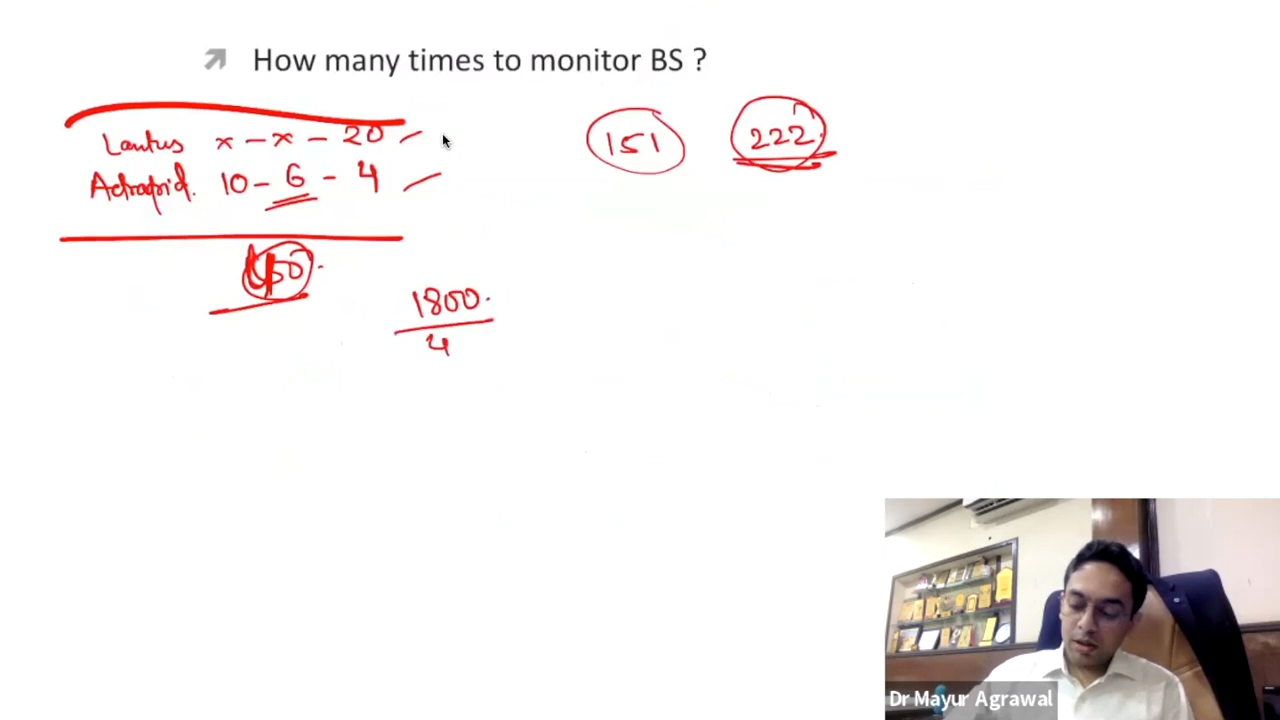 How many times to monitor BS ?
Lantus x - x - 20
Actrapid. 10 - 6 - 4
151
222
1800.
4
Dr Mayur Agrawal